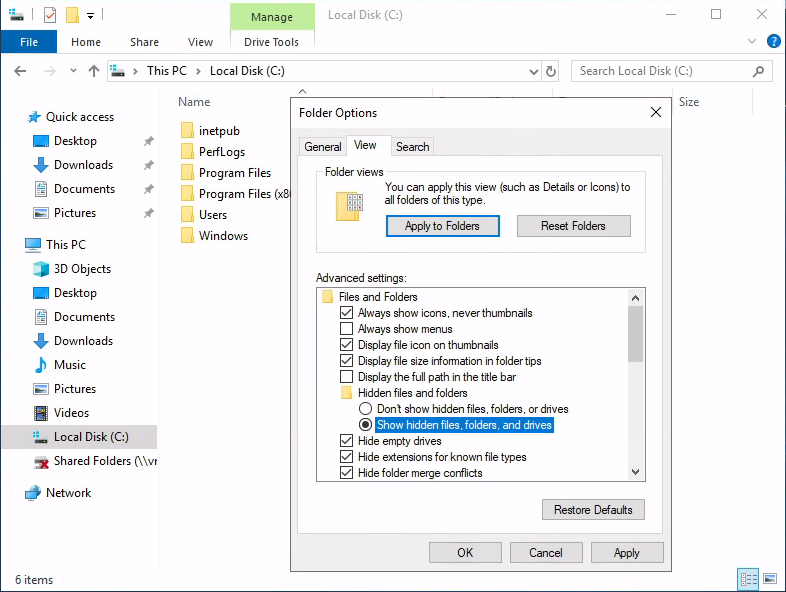 Manage
Local Disk (C:)
File
Home
Share
View
Drive Tools
This PC
Local Disk (C:)
Search Local Disk (C:)
Name
Size
Quick access
Desktop
Downloads
Documents
Pictures
This PC
3D Objects
Desktop
Documents
Downloads
Music
Pictures
Videos
Local Disk (C:)
Shared Folders (\\vr
Network
inetpub
PerfLogs
Program Files
Program Files (x8
Users
Windows
Folder Options
General
View
Search
Folder views
You can apply this view (such as Details or Icons) to
all folders of this type.
Apply to Folders
Reset Folders
Advanced settings:
Files and Folders
Always show icons, never thumbnails
Always show menus
Display file icon on thumbnails
Display file size information in folder tips
Display the full path in the title bar
Hidden files and folders
Don't show hidden files, folders, or drives
Show hidden files, folders, and drives
Hide empty drives
Hide extensions for known file types
Hide folder merge conflicts
Restore Defaults
OK
Cancel
Apply
6 items